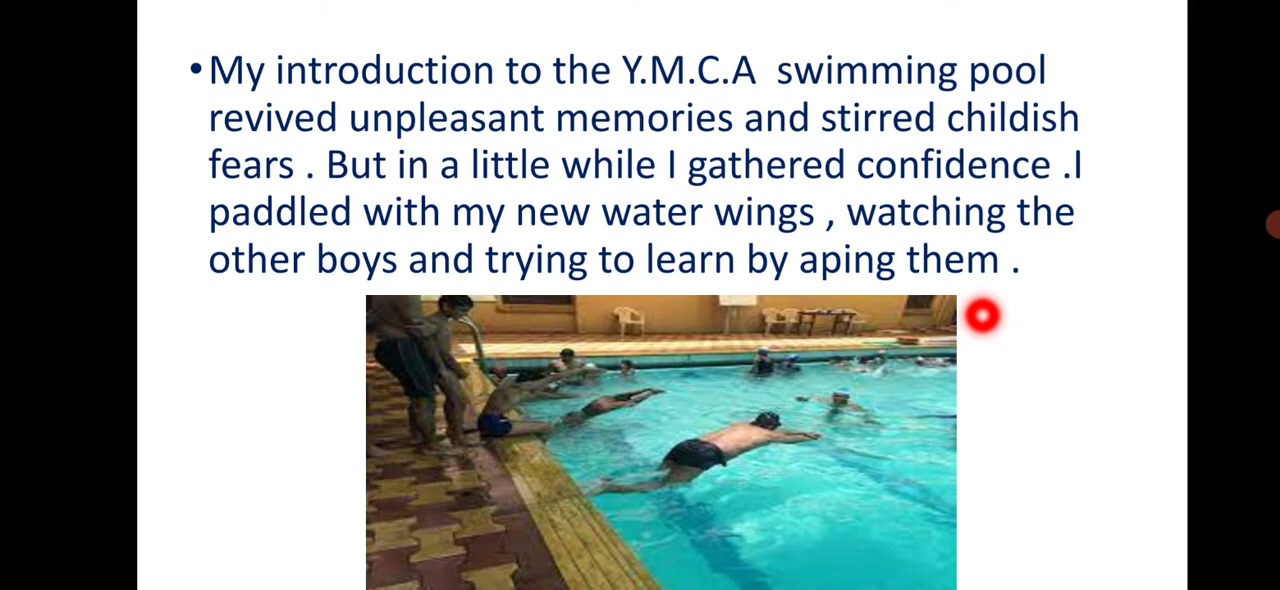 •My introduction to the Y.M.C.A swimming pool
revived unpleasant memories and stirred childish
fears . But in a little while I gathered confidence .I
paddled with my new water wings , watching the
other boys and trying to learn by aping them .